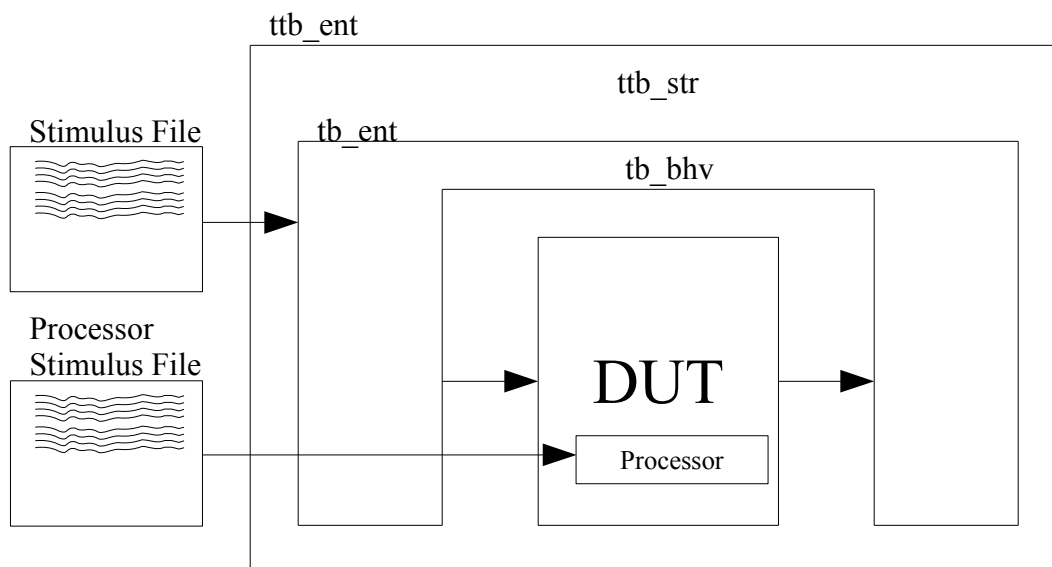 ttb_ent
ttb_str
Stimulus File
tb_ent
tb_bhv
Processor
Stimulus File
DUT
Processor